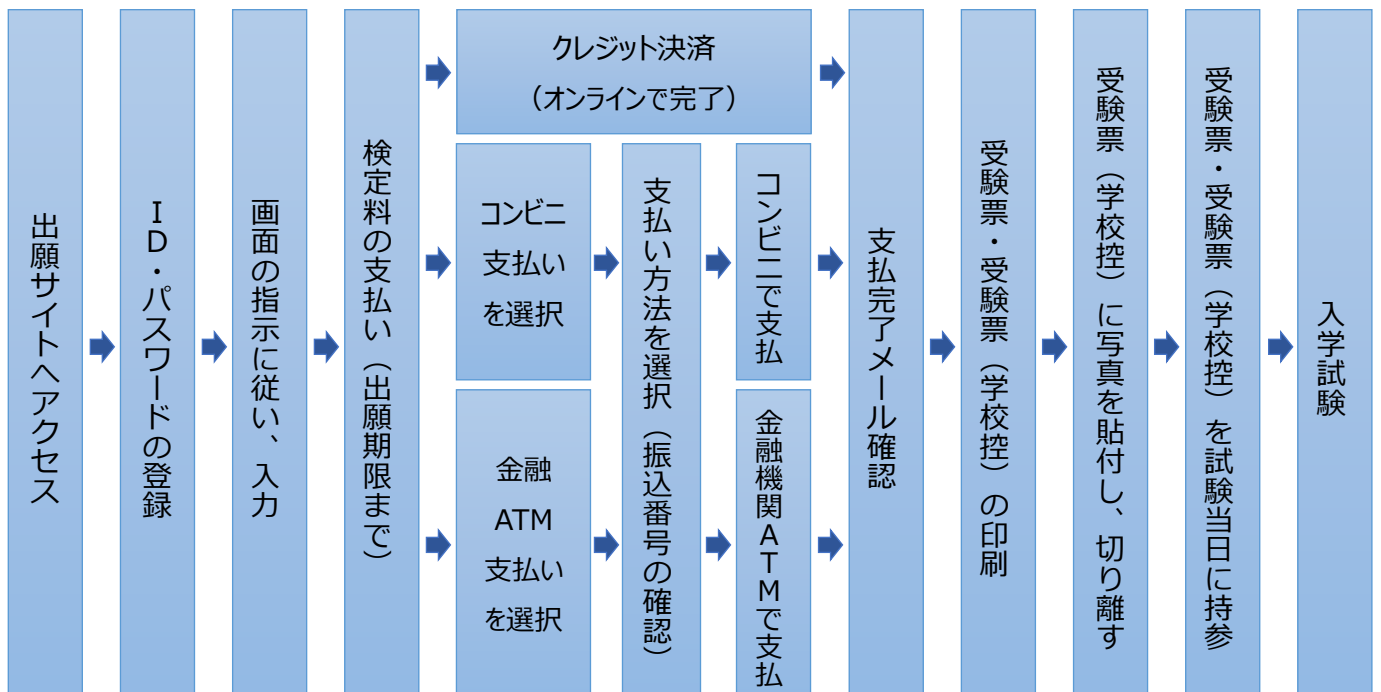 出願サイトへアクセス
ID・パスワードの登録
画面の指示に従い、入力
検定料の支払い（出願期限まで）
クレジット決済
（オンラインで完了）
コンビニ
支払い
を選択
金融
ATM
支払い
を選択
支払い方法を選択（振込番号の確認）
コンビニで支払
金融機関ATMで支払
支払完了メール確認
受験票・受験票（学校控）の印刷
受験票（学校控）に写真を貼付し、切り離す
受験票・受験票（学校控）を試験当日に持参
入学試験